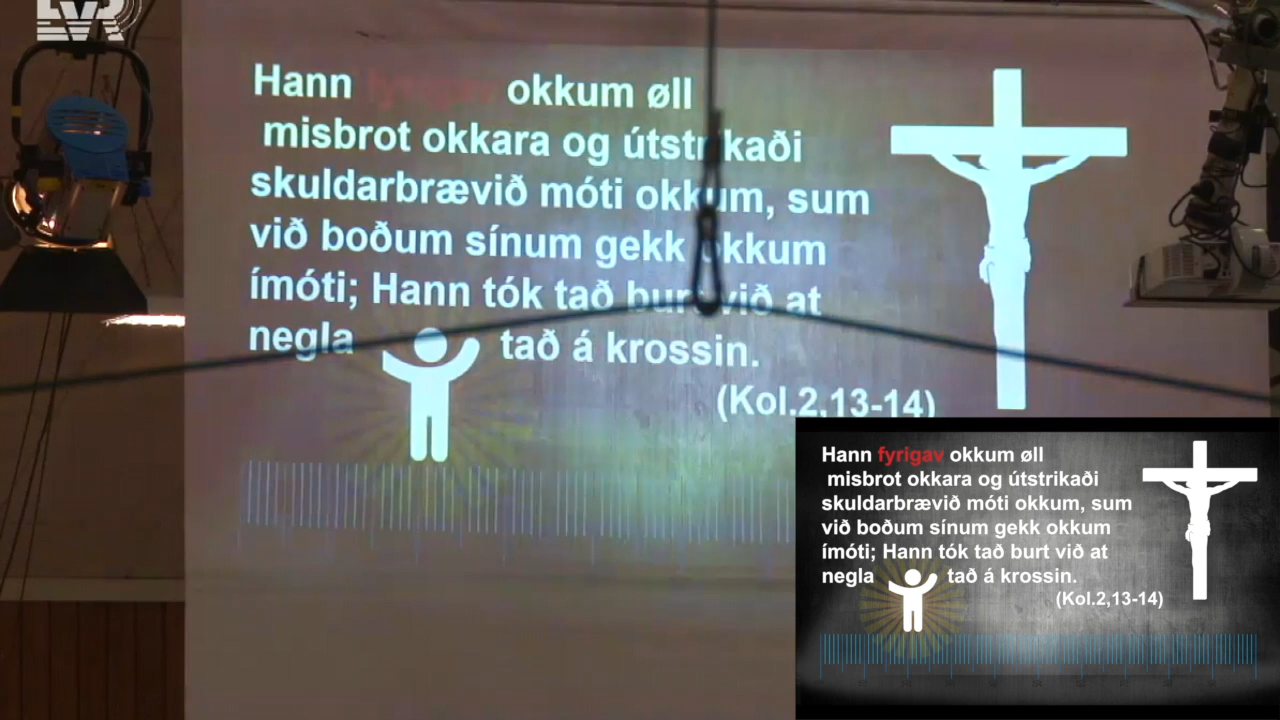 LVR
Hann fyrigav okkum øll
misbrot okkara og útstrikaði
skuldarbrævið móti okkum, sum
við boðum sínum gekk okkum
ímóti; Hann tók tað burt við at
negla tað á krossin.
(Kol.2,13-14)
Hann fyrigav okkum øll
misbrot okkara og útstrikaði
skuldarbrævið móti okkum, sum
við boðum sínum gekk okkum
ímóti; Hann tók tað burt við at
negla tað á krossin.
(Kol.2,13-14)